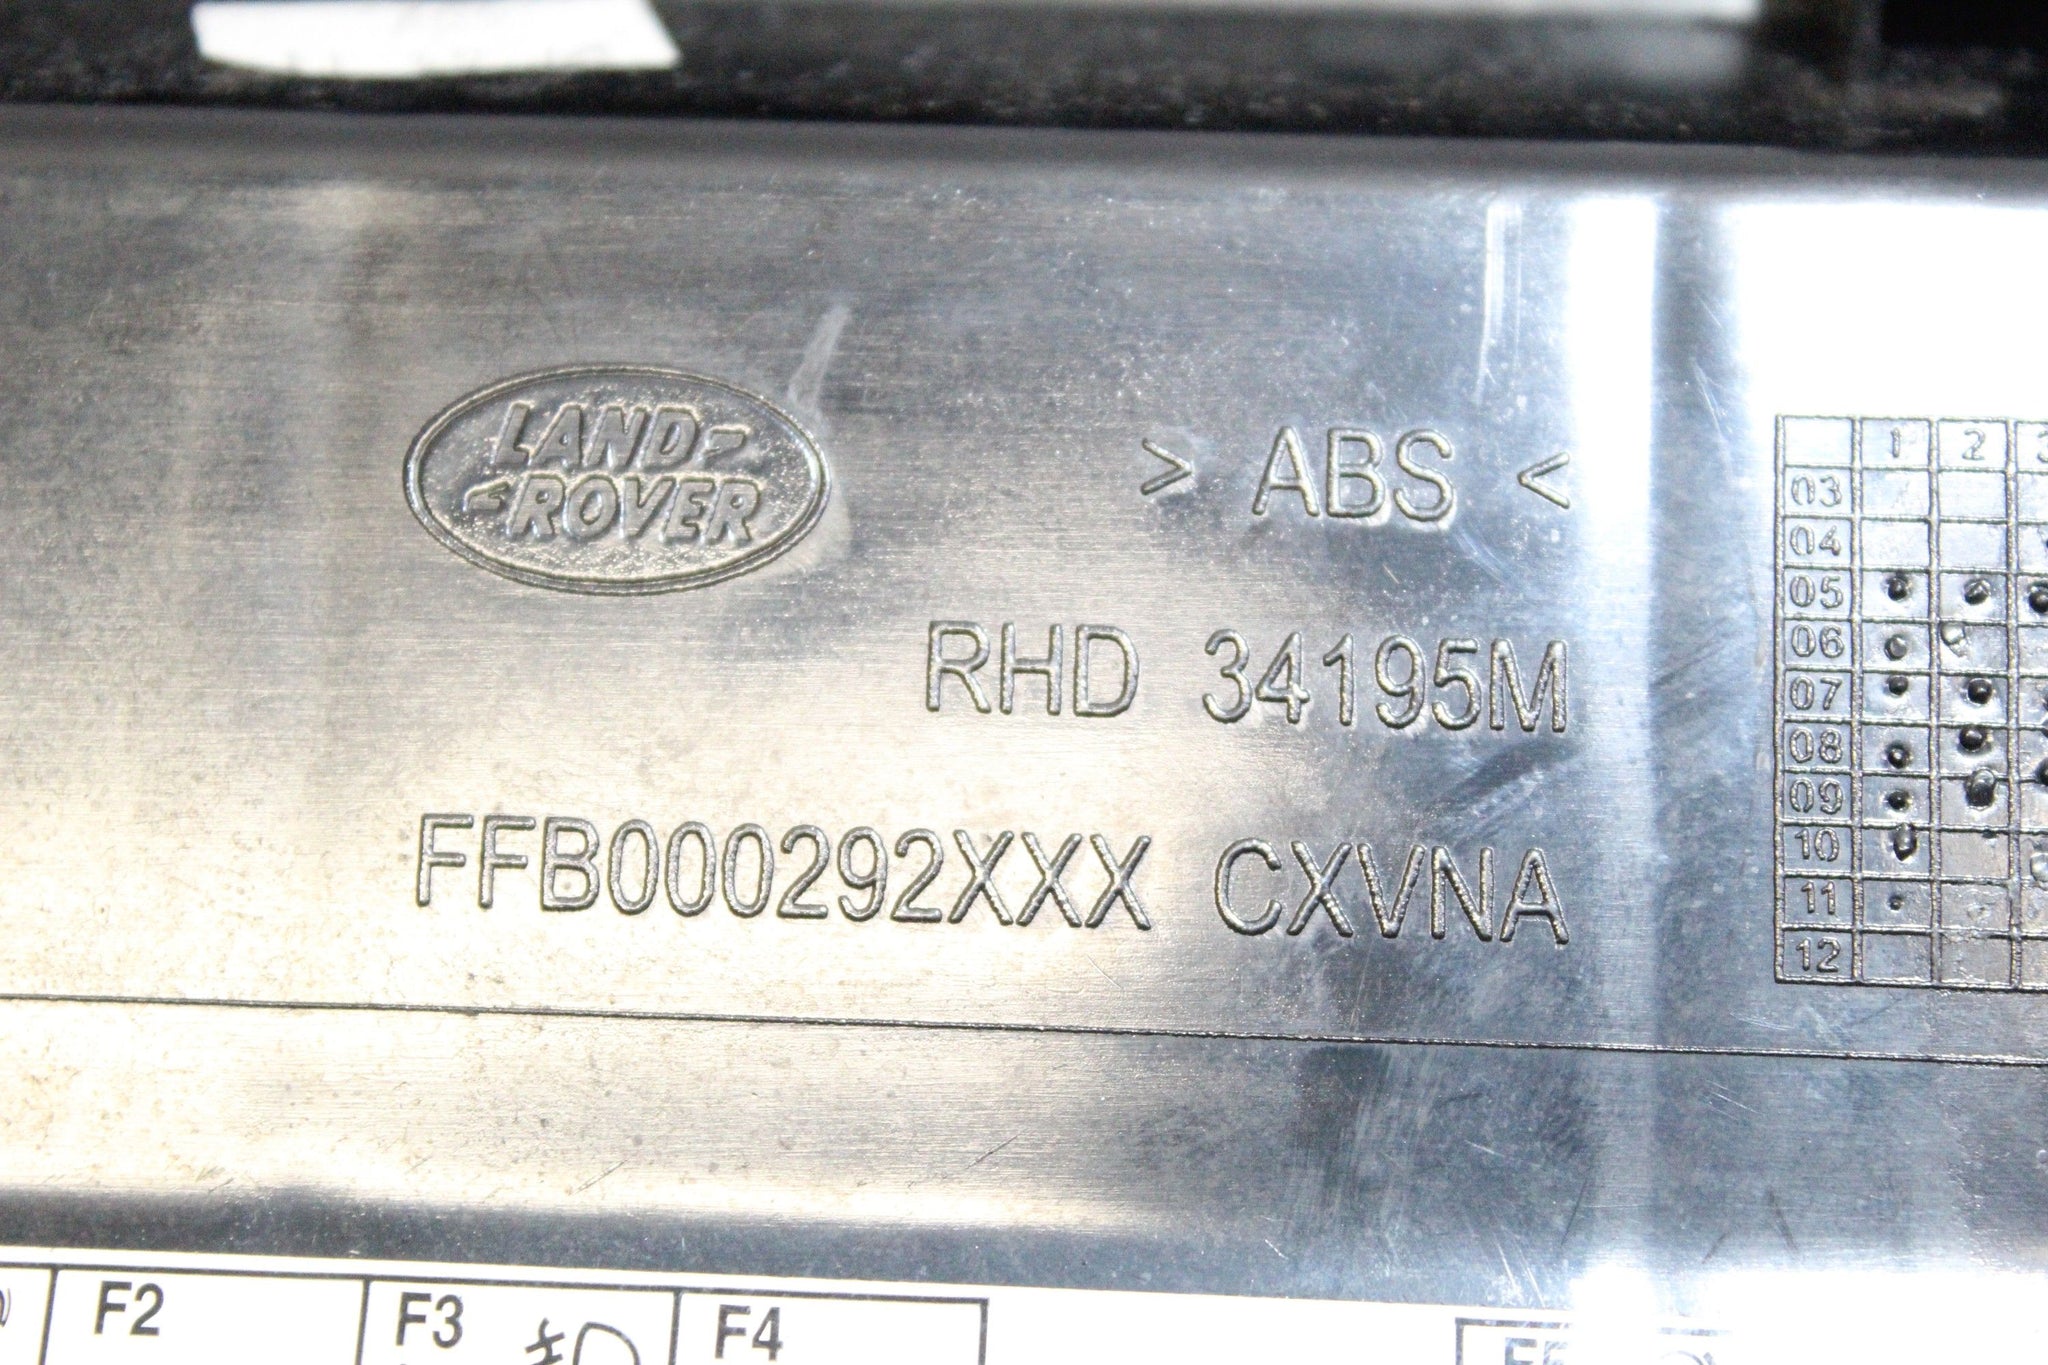 LAND
ROVER
> ABS <
RHD 34195M
FFB000292XXX CXVNA
1 2 3
03
04
05
06
07
08
09
10
11
12
F2 F3 F4